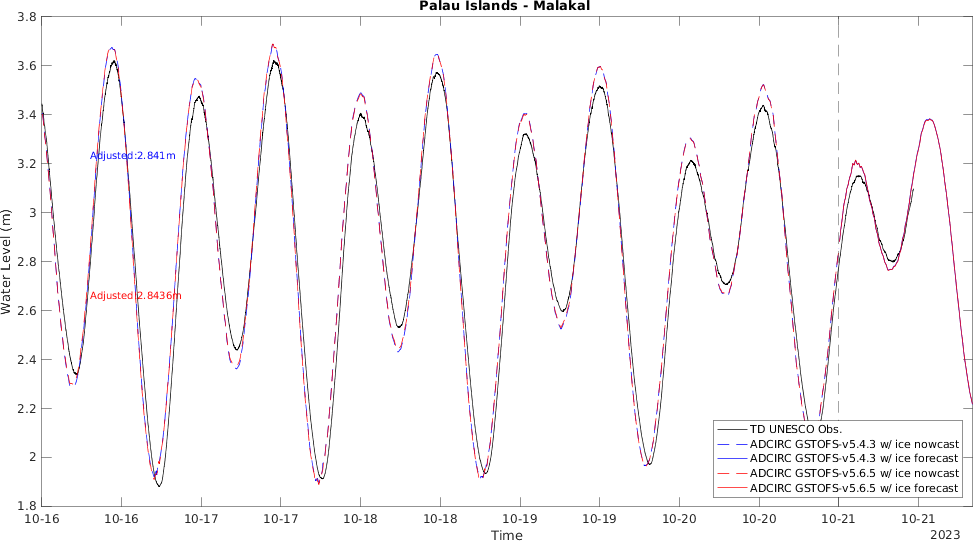 Palau Islands - Malakal
3.8
3.6
3.4
3.2
3
2.8
2.6
2.4
2.2
2
1.8
Water Level (m)
Adjusted:2.841m
Adjusted:2.8436m
TD UNESCO Obs.
ADCIRC GSTOFS-v5.4.3 w/ ice nowcast
ADCIRC GSTOFS-v5.4.3 w/ ice forecast
ADCIRC GSTOFS-v5.6.5 w/ ice nowcast
ADCIRC GSTOFS-v5.6.5 w/ ice forecast
10-16 10-16 10-17 10-17 10-18 10-18 10-19 10-19 10-20 10-20 10-21 10-21
Time
2023